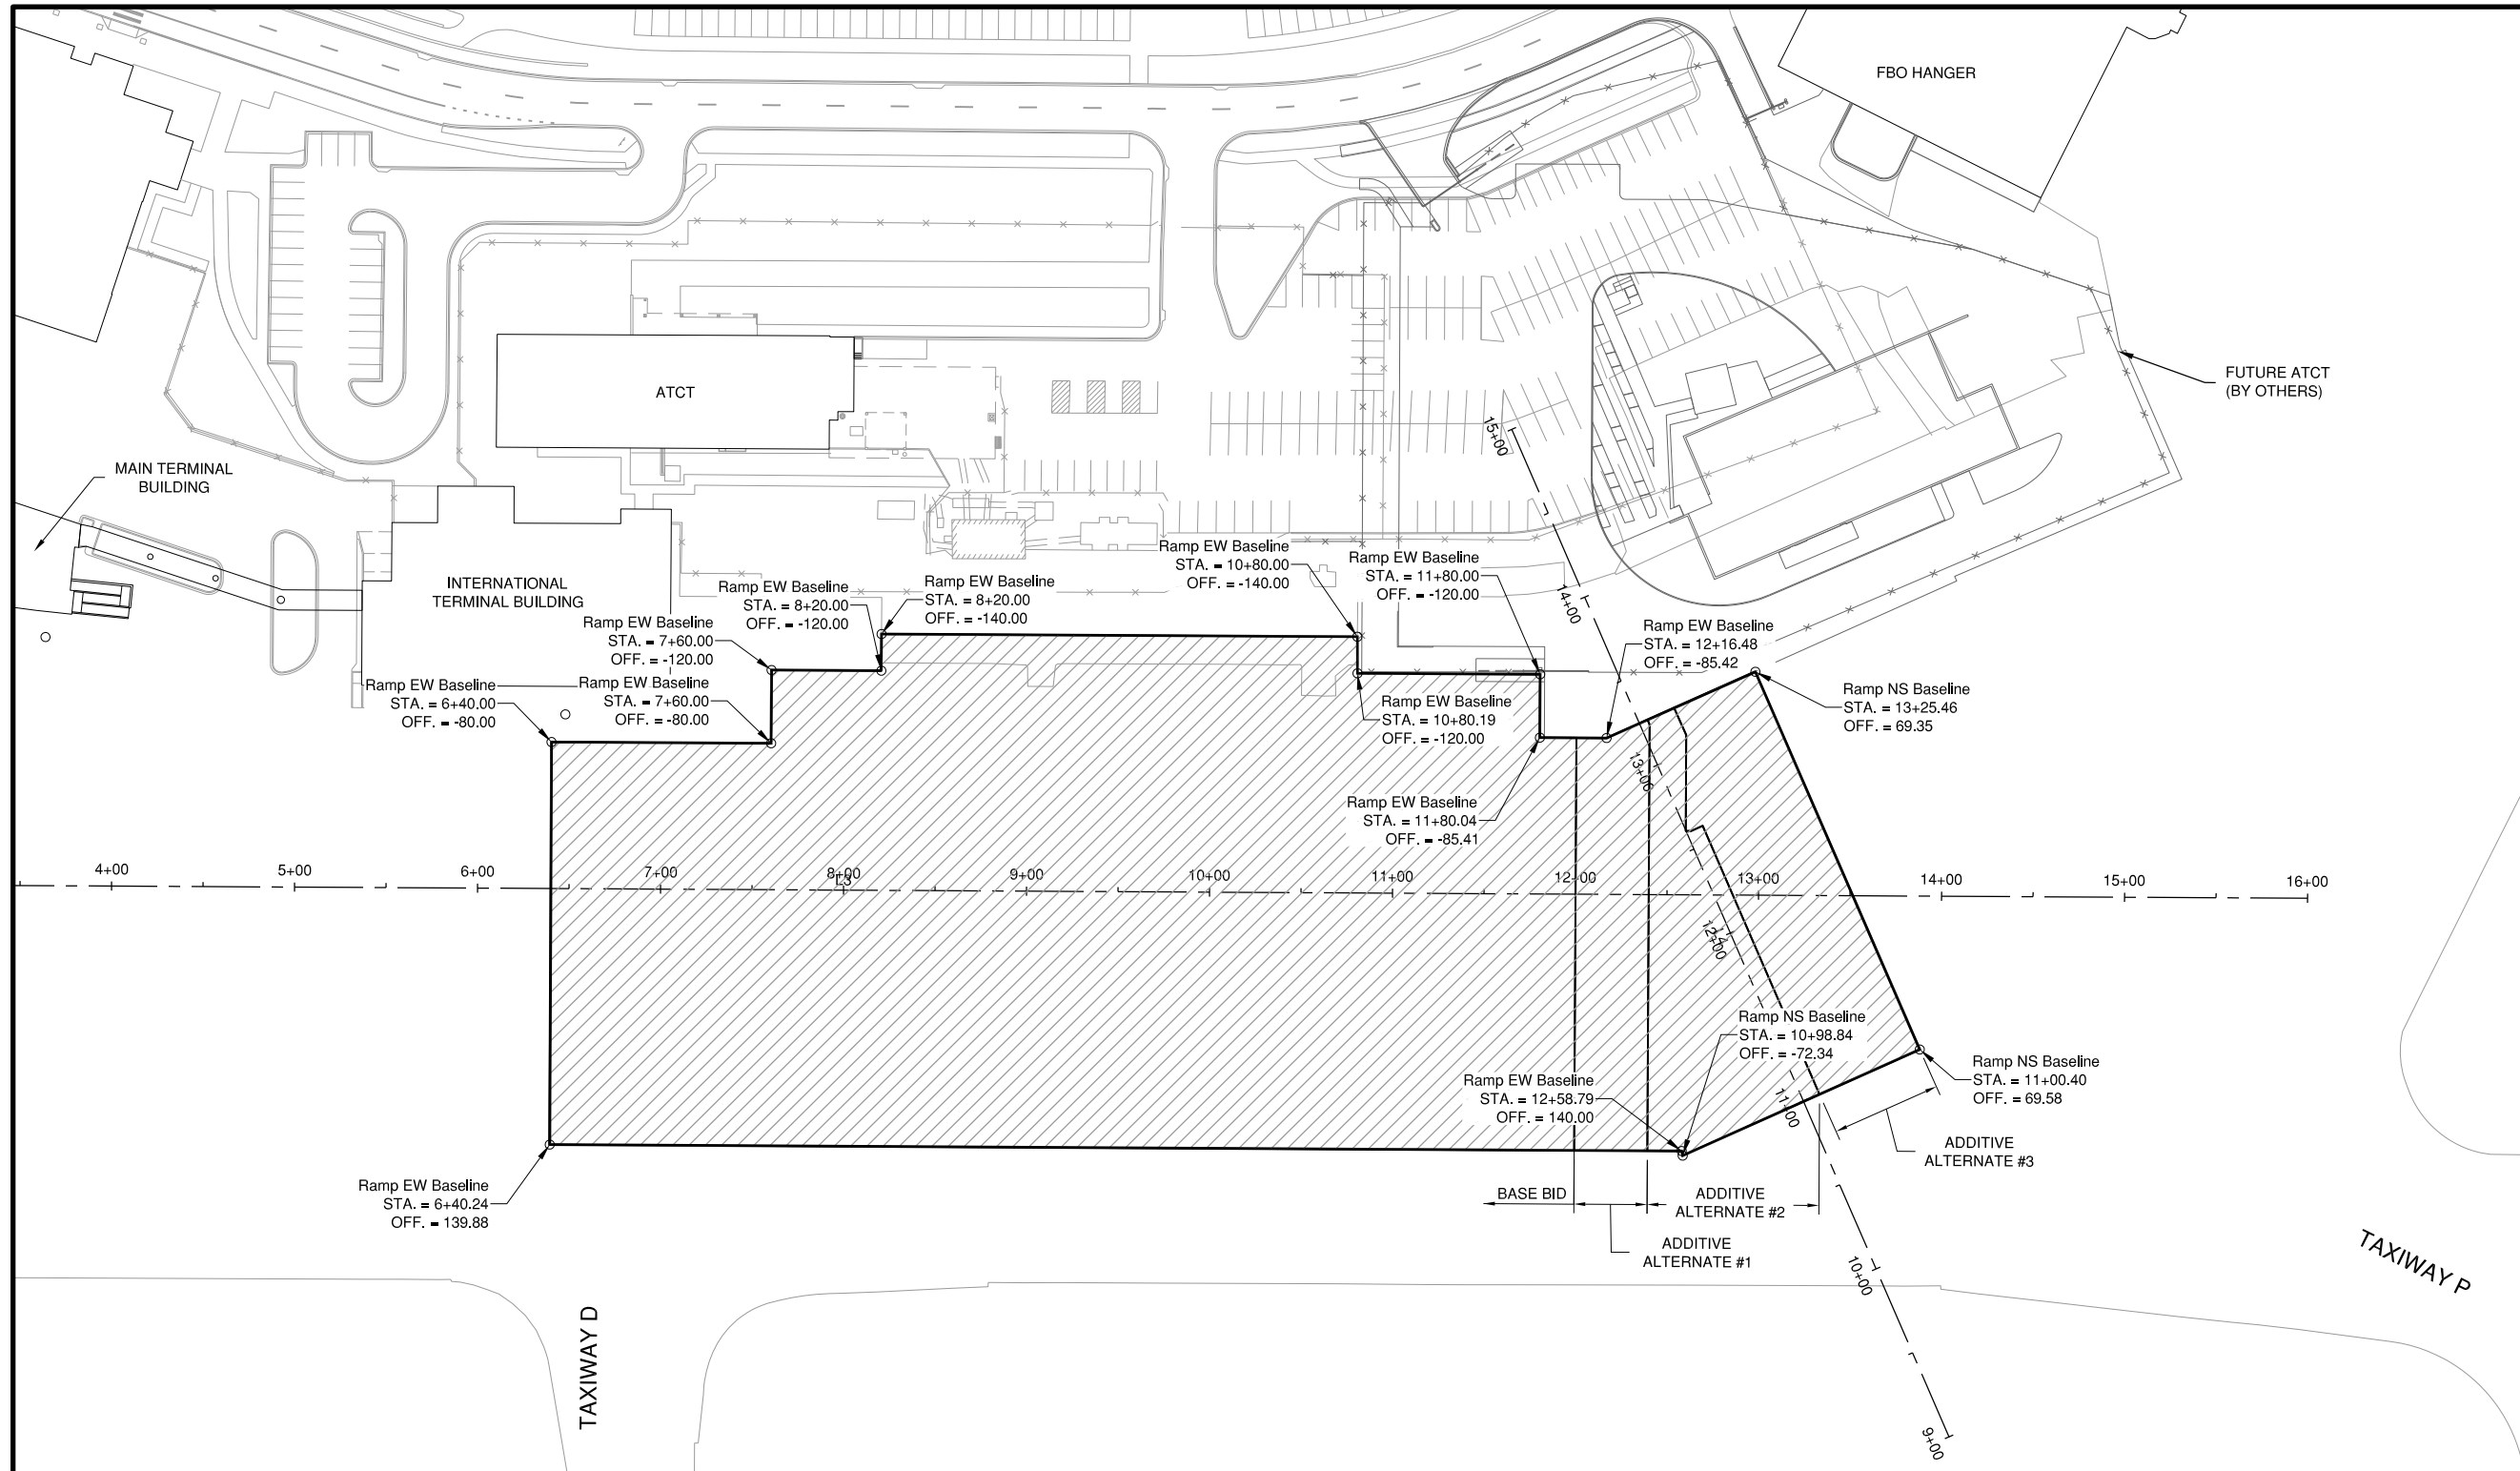 FBO HANGER
FUTURE ATCT
(BY OTHERS)
ATCT
MAIN TERMINAL
BUILDING
INTERNATIONAL
TERMINAL BUILDING
15+00
14+00
13+00
12+00
11+00
10+00
9+00
Ramp EW Baseline
STA. = 10+80.00
OFF. = -140.00
Ramp EW Baseline
STA. = 11+80.00
OFF. = -120.00
Ramp EW Baseline
STA. = 8+20.00
OFF. = -120.00
Ramp EW Baseline
STA. = 8+20.00
OFF. = -140.00
Ramp EW Baseline
STA. = 7+60.00
OFF. = -120.00
Ramp EW Baseline
STA. = 12+16.48
OFF. = -85.42
Ramp EW Baseline
STA. = 6+40.00
OFF. = -80.00
Ramp EW Baseline
STA. = 7+60.00
OFF. = -80.00
Ramp EW Baseline
STA. = 10+80.19
OFF. = -120.00
Ramp NS Baseline
STA. = 13+25.46
OFF. = 69.35
Ramp EW Baseline
STA. = 11+80.04
OFF. = -85.41
4+00
5+00
6+00
7+00
8+00
L3
9+00
10+00
11+00
12+00
13+00
14+00
15+00
16+00
Ramp NS Baseline
STA. = 10+98.84
OFF. = -72.34
Ramp EW Baseline
STA. = 12+58.79
OFF. = 140.00
Ramp NS Baseline
STA. = 11+00.40
OFF. = 69.58
ADDITIVE
ALTERNATE #3
Ramp EW Baseline
STA. = 6+40.24
OFF. = 139.88
BASE BID
ADDITIVE
ALTERNATE #2
ADDITIVE
ALTERNATE #1
TAXIWAY D
TAXIWAY P